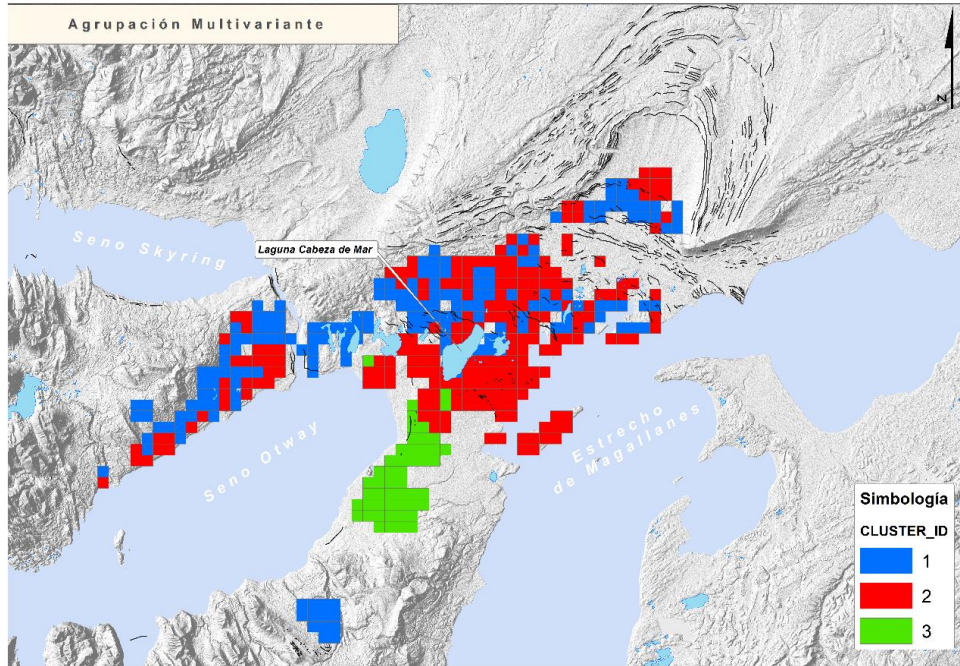 Agrupación Multivariante
N
Seno Skyring
Laguna Cabeza de Mar
Seno Otway
Estrecho
de Magallanes
Simbología
CLUSTER_ID
1
2
3